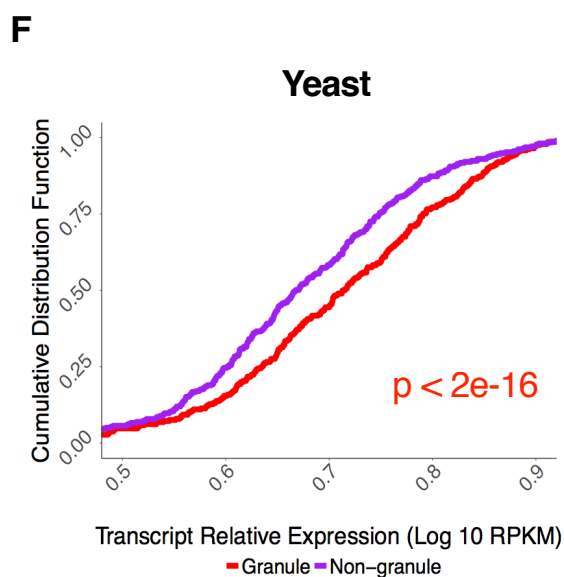 F
Yeast
Cumulative Distribution Function
1.00
0.75
0.50
0.25
0.00
p < 2e-16
0.5 0.6 0.7 0.8 0.9
Transcript Relative Expression (Log 10 RPKM)
Granule Non−granule